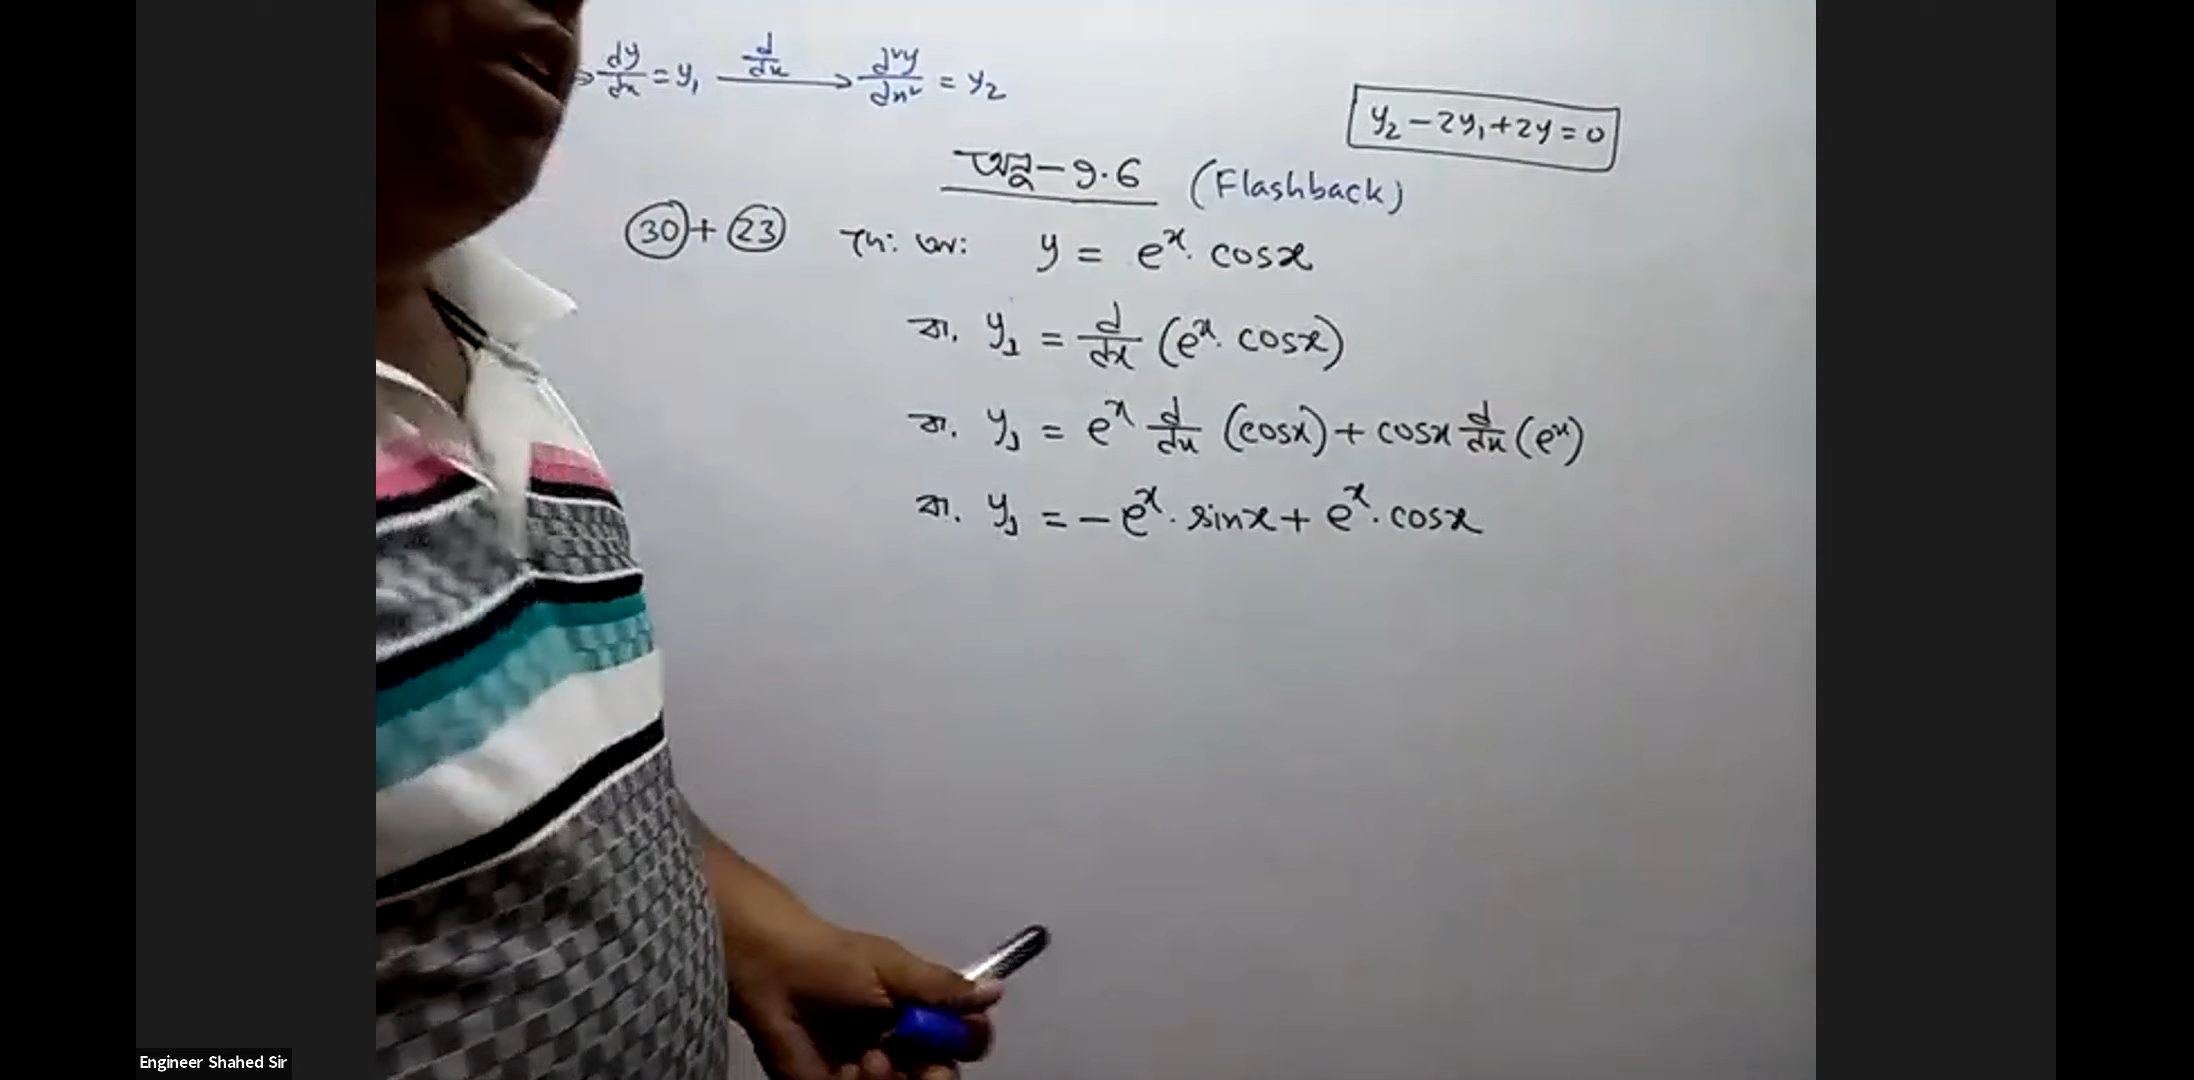 dy/dx = y₁ —d/dx→ d²y/dx² = y₂
y₂ − 2y₁ + 2y = 0
অনু − 9.6 (Flashback)
(30) + (23) y = eˣ · cosx
বা, y₁ = d/dx (eˣ · cosx)
বা, y₁ = eˣ d/dx (cosx) + cosx d/dx (eˣ)
বা, y₁ = − eˣ · sinx + eˣ · cosx
Engineer Shahed Sir